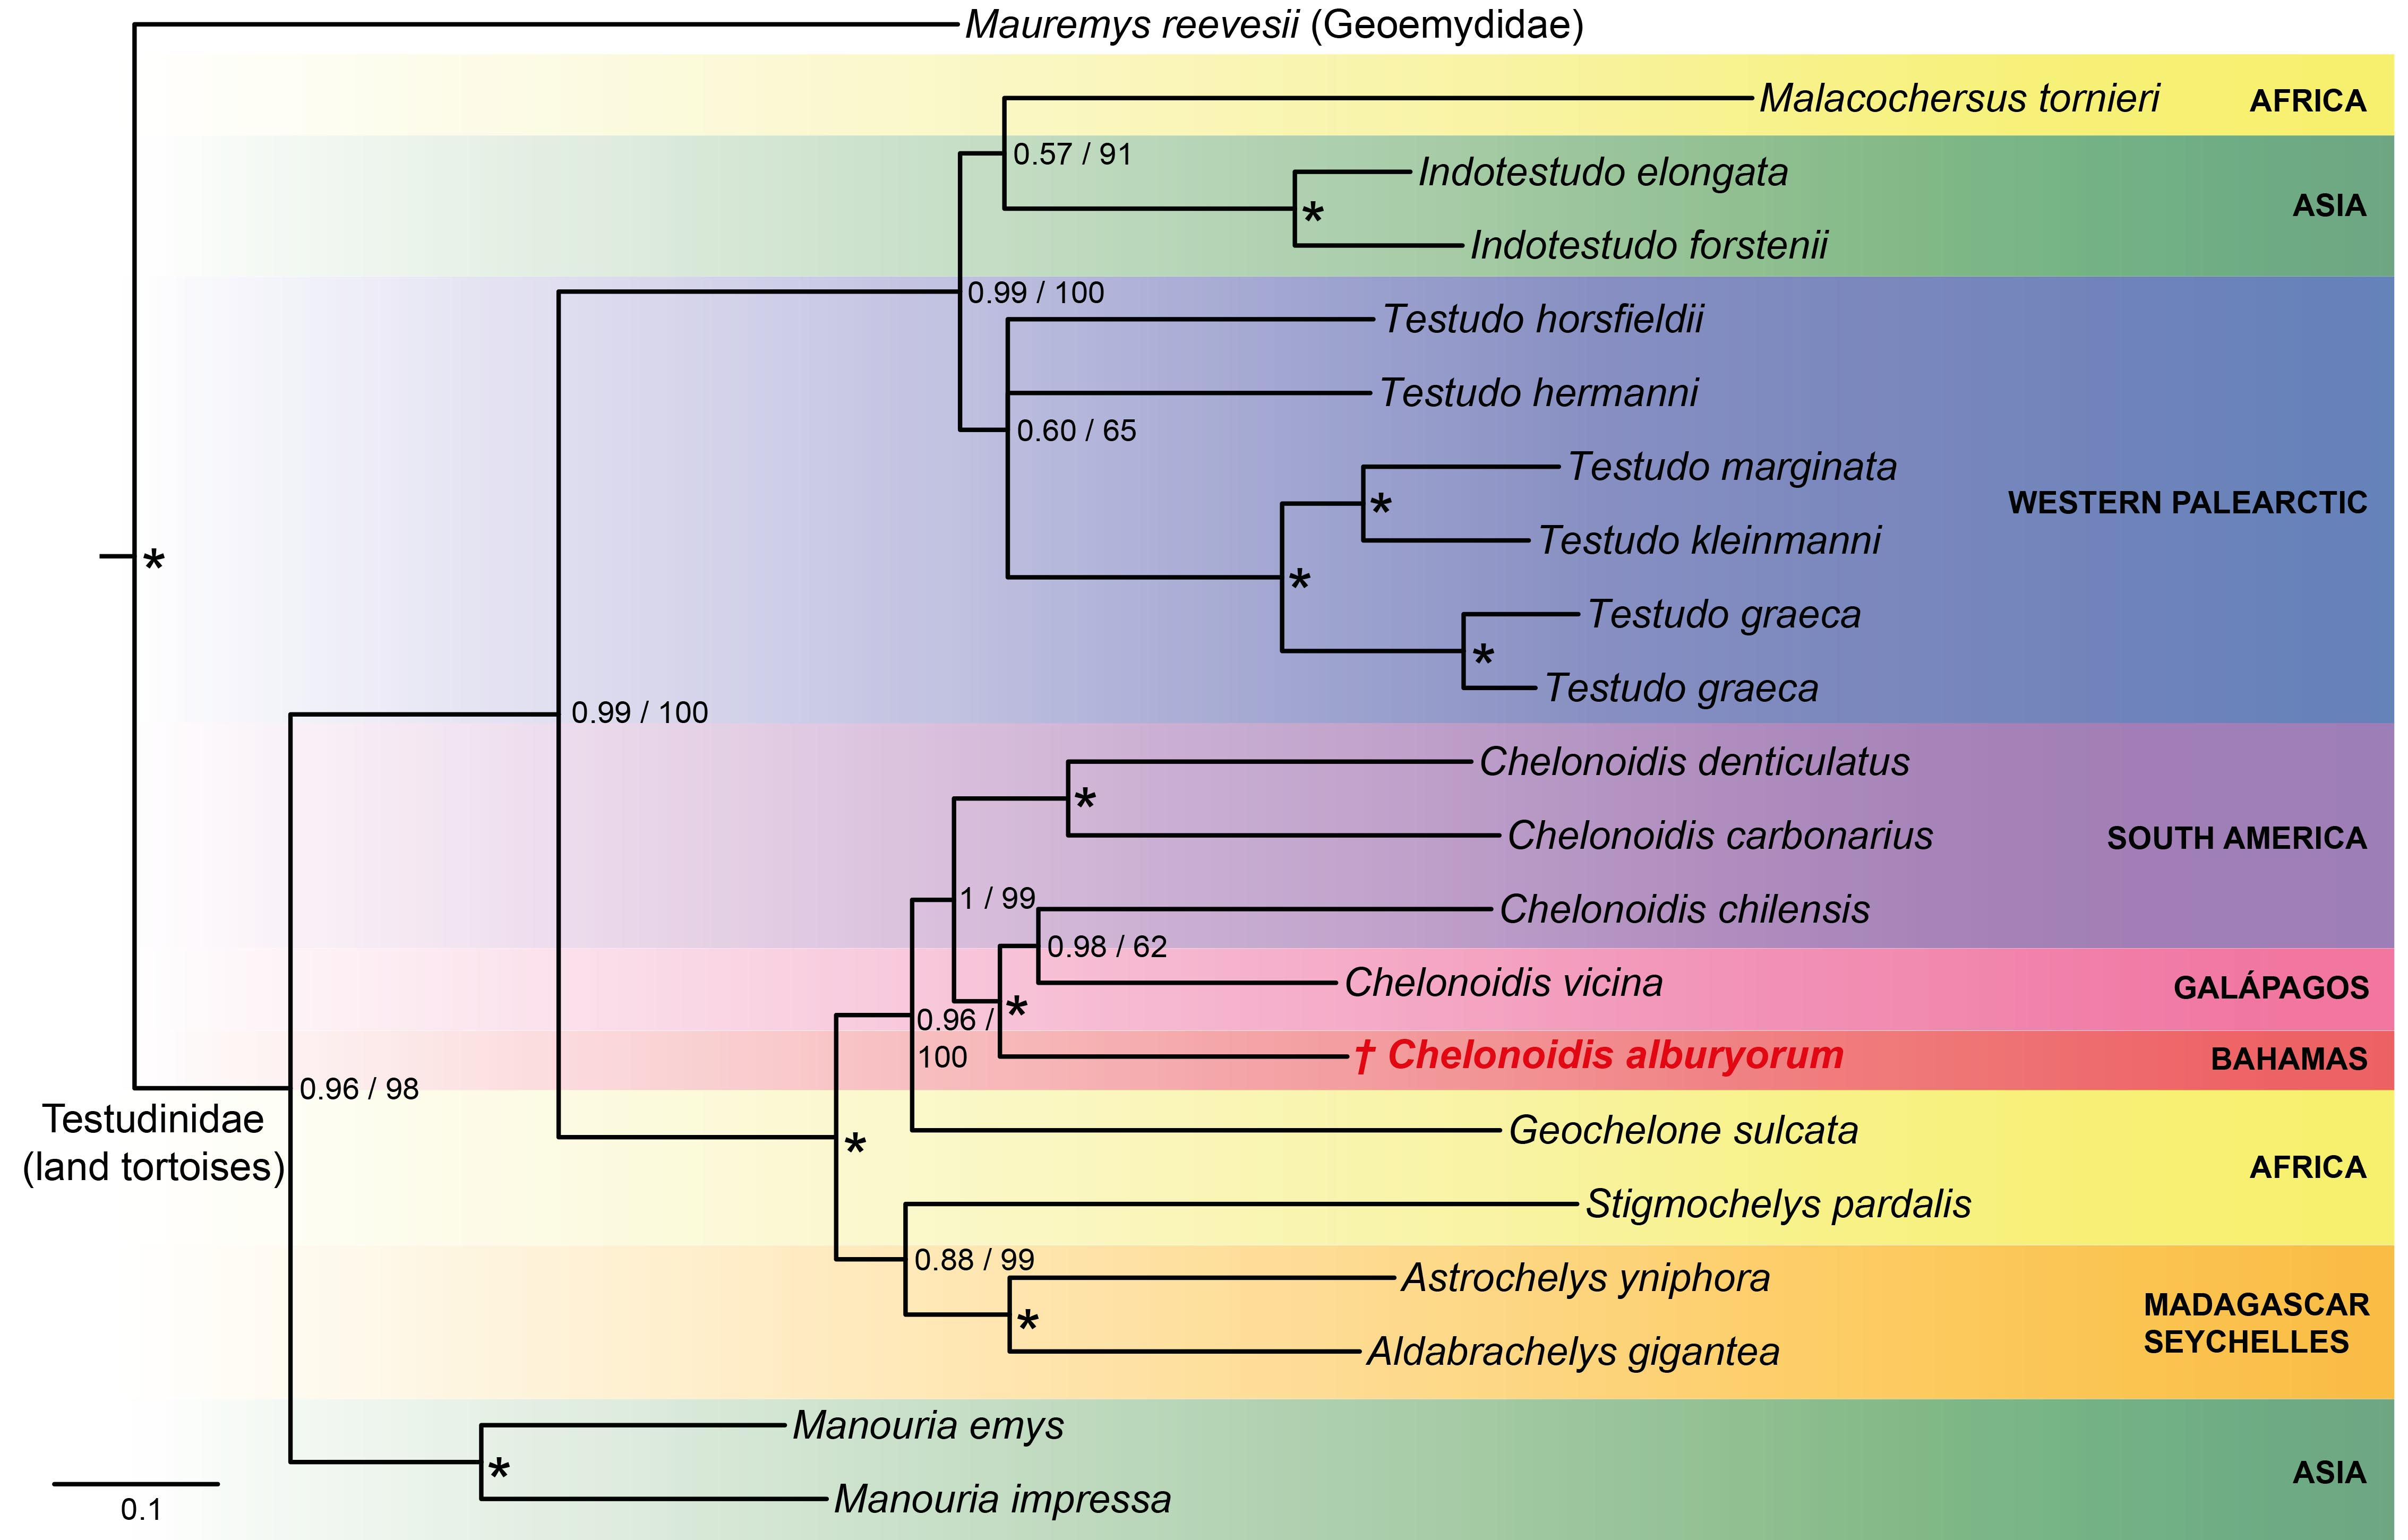 Mauremys reevesii (Geoemydidae)
Malacochersus tornieri
AFRICA
0.57 / 91
Indotestudo elongata
ASIA
*
Indotestudo forstenii
0.99 / 100
Testudo horsfieldii
Testudo hermanni
0.60 / 65
Testudo marginata
WESTERN PALEARCTIC
*
Testudo kleinmanni
*
*
Testudo graeca
*
Testudo graeca
0.99 / 100
Chelonoidis denticulatus
*
Chelonoidis carbonarius
SOUTH AMERICA
1 / 99
Chelonoidis chilensis
0.98 / 62
Chelonoidis vicina
GALÁPAGOS
0.96 /
100
*
† Chelonoidis alburyorum
BAHAMAS
0.96 / 98
Testudinidae
(land tortoises)
Geochelone sulcata
*
AFRICA
Stigmochelys pardalis
0.88 / 99
Astrochelys yniphora
MADAGASCAR
SEYCHELLES
*
Aldabrachelys gigantea
Manouria emys
*
ASIA
Manouria impressa
0.1